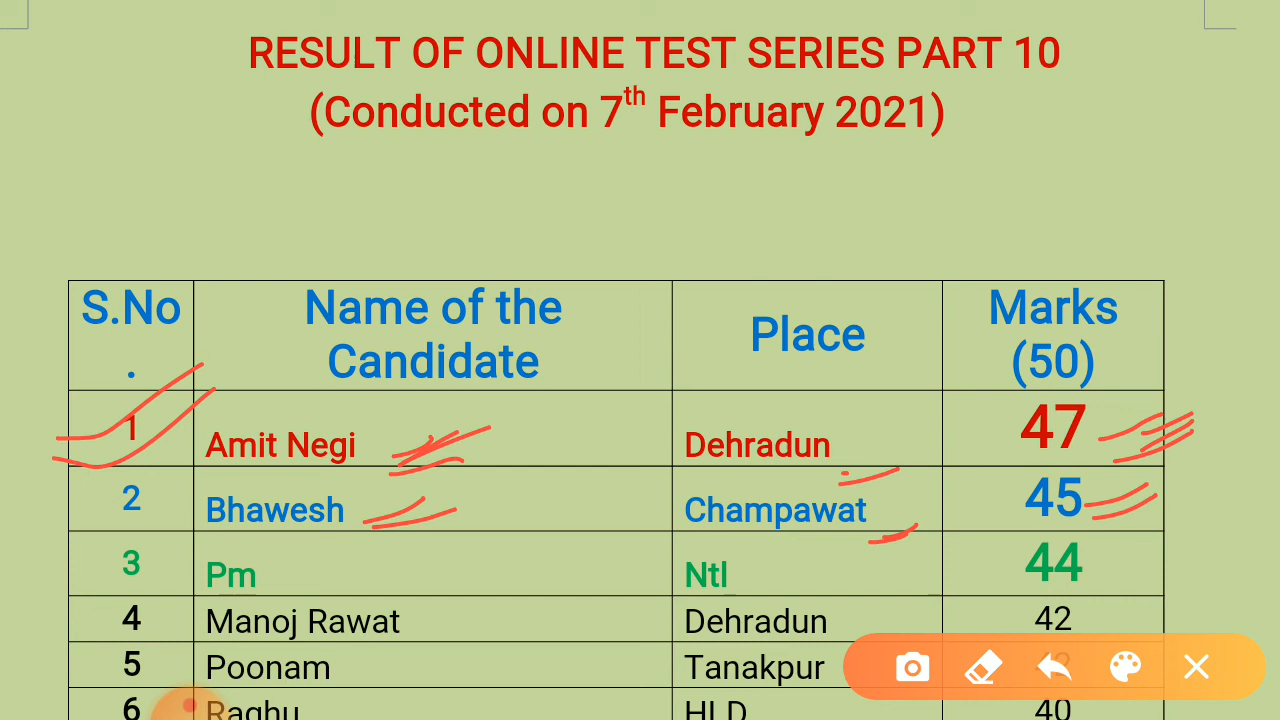 RESULT OF ONLINE TEST SERIES PART 10
(Conducted on 7th February 2021)
S.No. Name of the Candidate Place Marks (50)
1 Amit Negi Dehradun 47
2 Bhawesh Champawat 45
3 Pm Ntl 44
4 Manoj Rawat Dehradun 42
5 Poonam Tanakpur
6 Raghu HLD 40